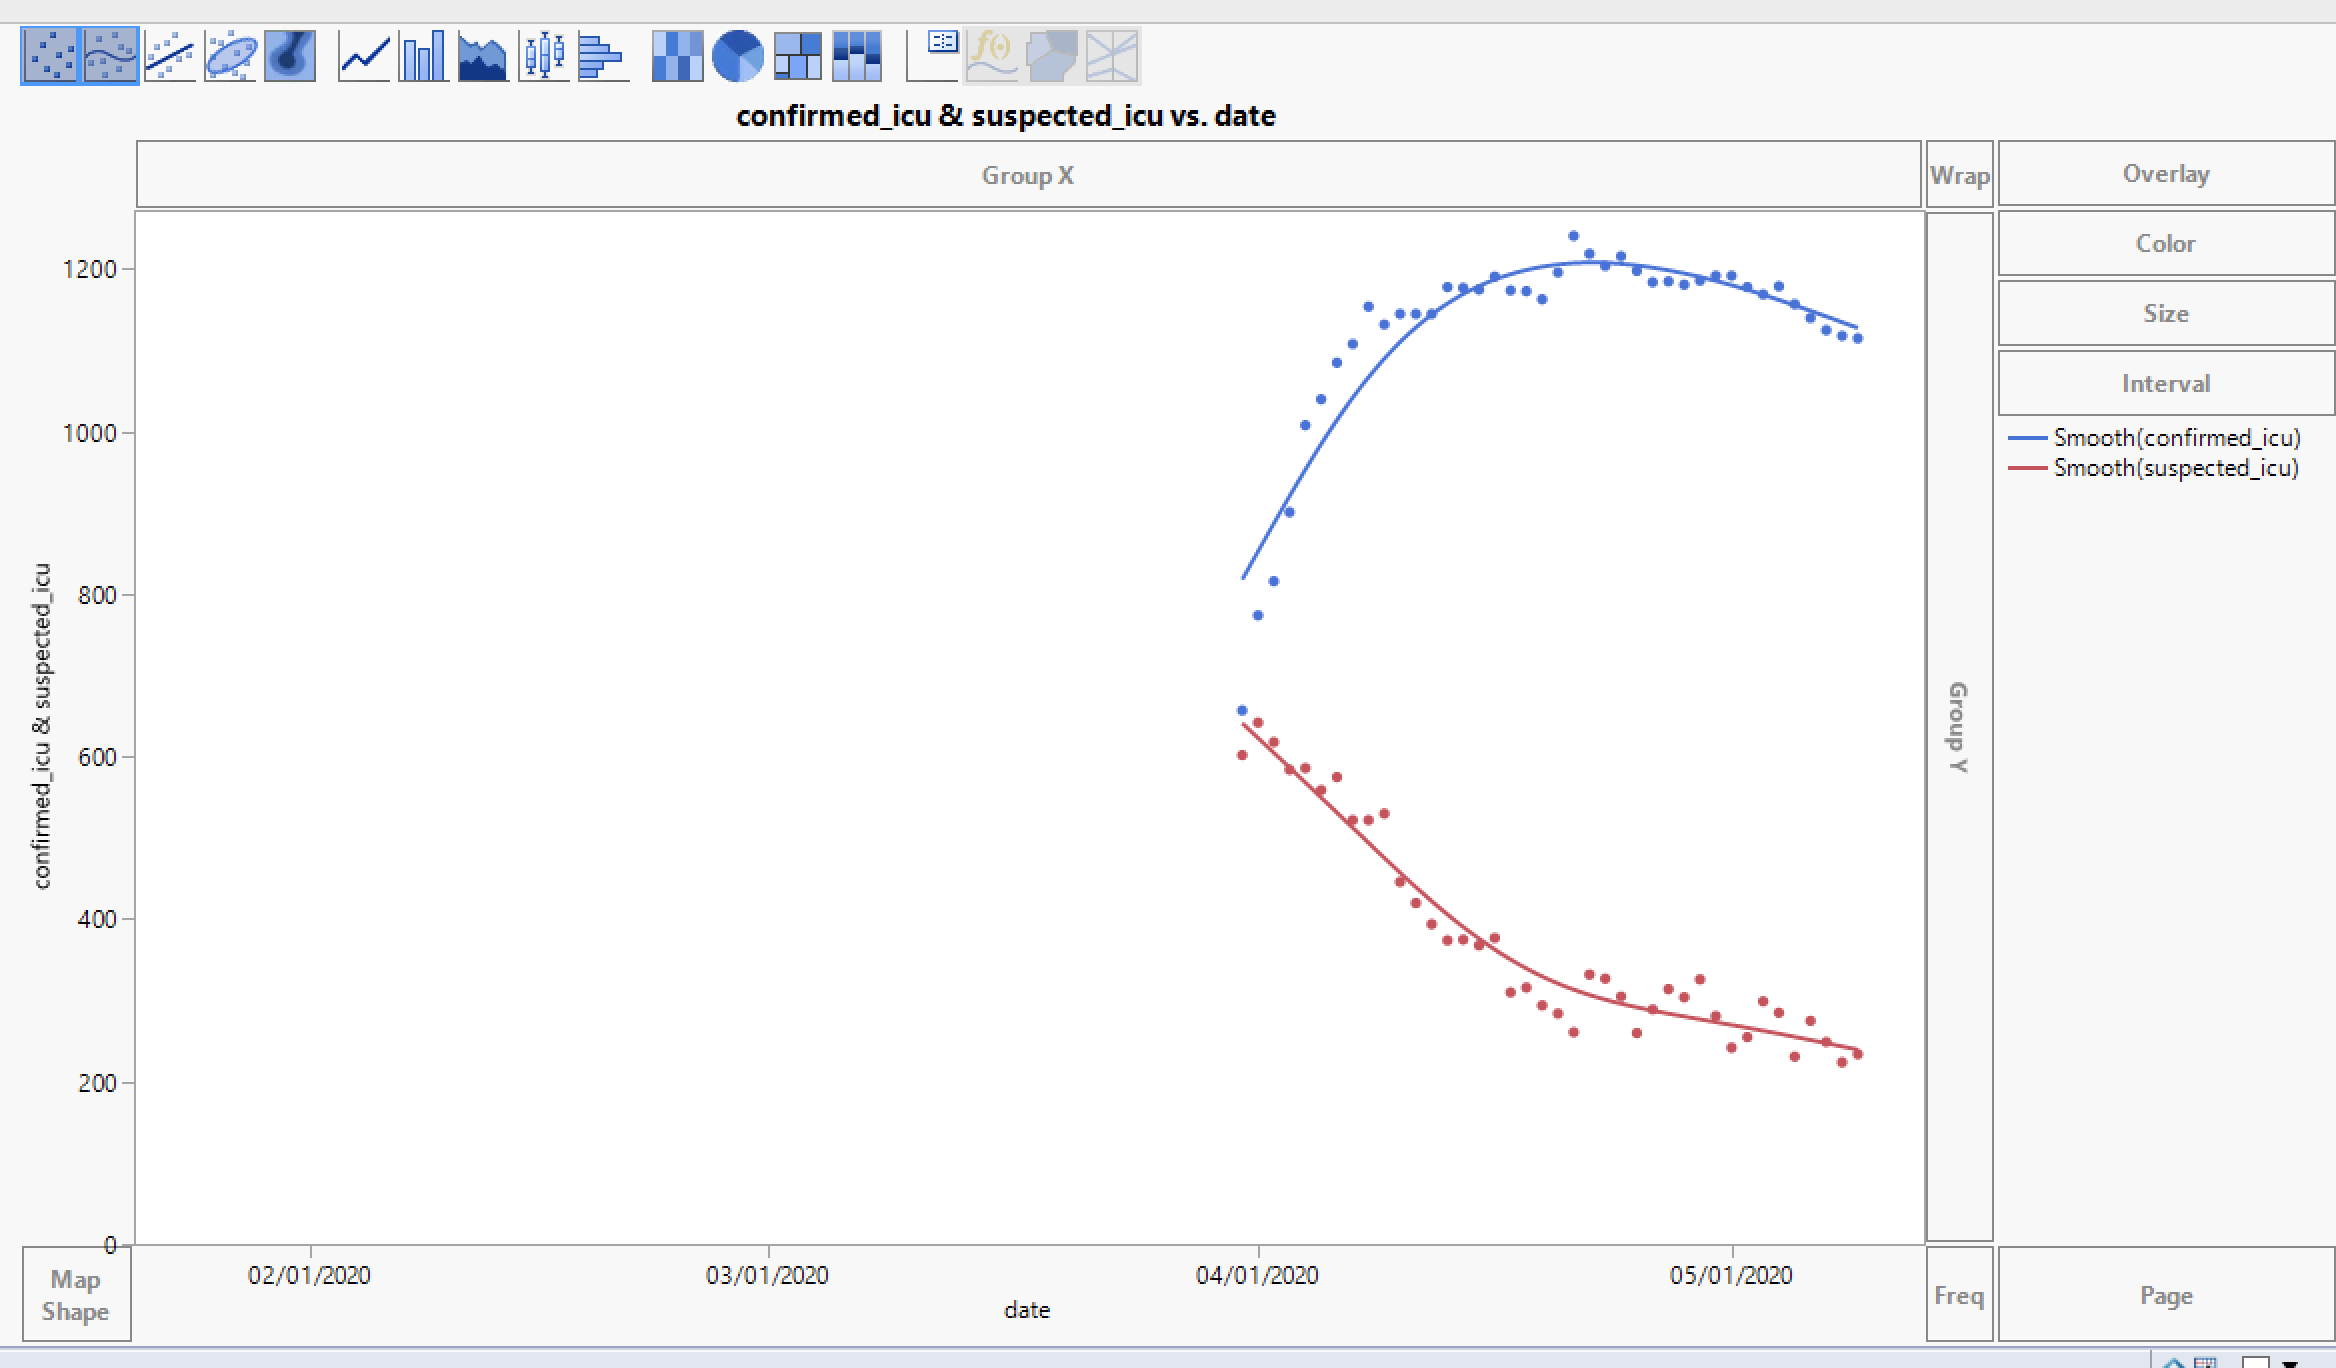 confirmed_icu & suspected_icu vs. date
Group X
Wrap
Overlay
Color
Size
Interval
Smooth(confirmed_icu)
Smooth(suspected_icu)
Group Y
confirmed_icu & suspected_icu
1200
1000
800
600
400
200
0
02/01/2020 03/01/2020 04/01/2020 05/01/2020
date
Map
Shape
Freq
Page